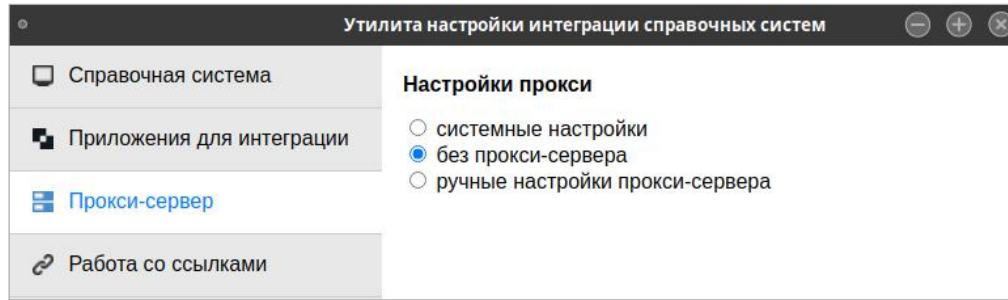 Утилита настройки интеграции справочных систем
Справочная система
Приложения для интеграции
Прокси-сервер
Работа со ссылками
Настройки прокси
системные настройки
без прокси-сервера
ручные настройки прокси-сервера